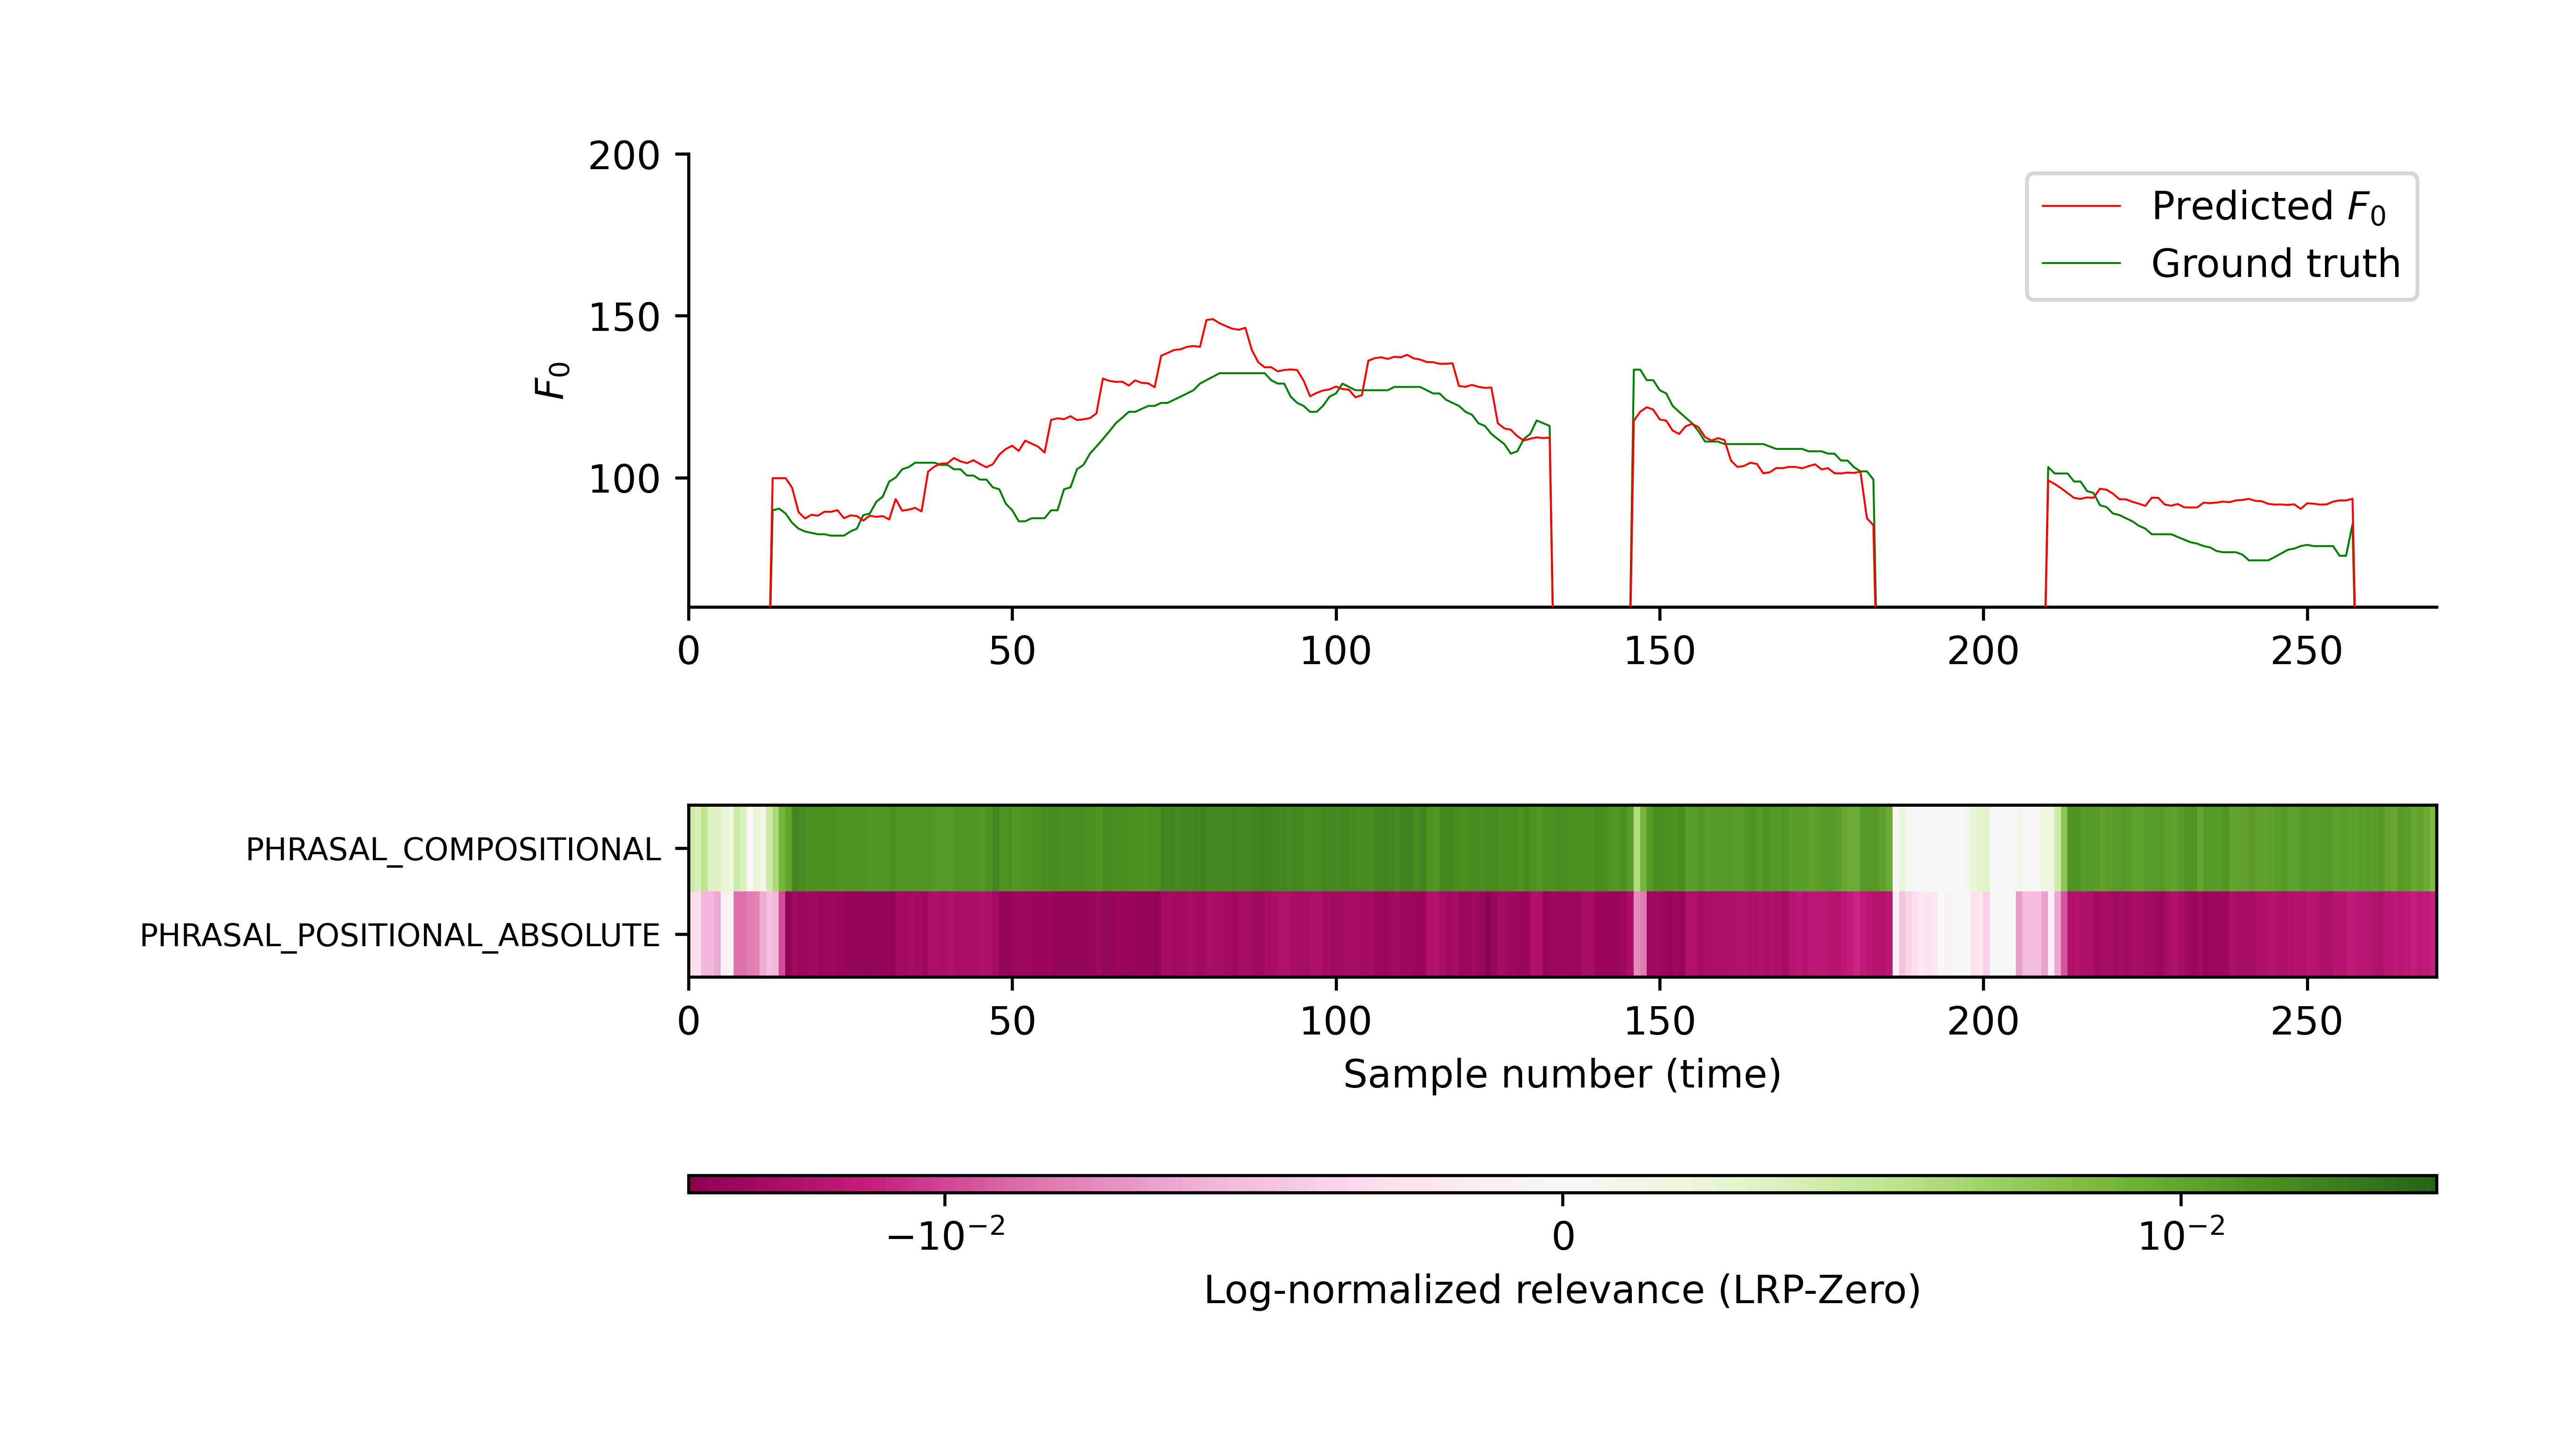 200
150
100
F₀
Predicted F₀
Ground truth
0 50 100 150 200 250
PHRASAL_COMPOSITIONAL
PHRASAL_POSITIONAL_ABSOLUTE
0 50 100 150 200 250
Sample number (time)
−10⁻² 0 10⁻²
Log-normalized relevance (LRP-Zero)